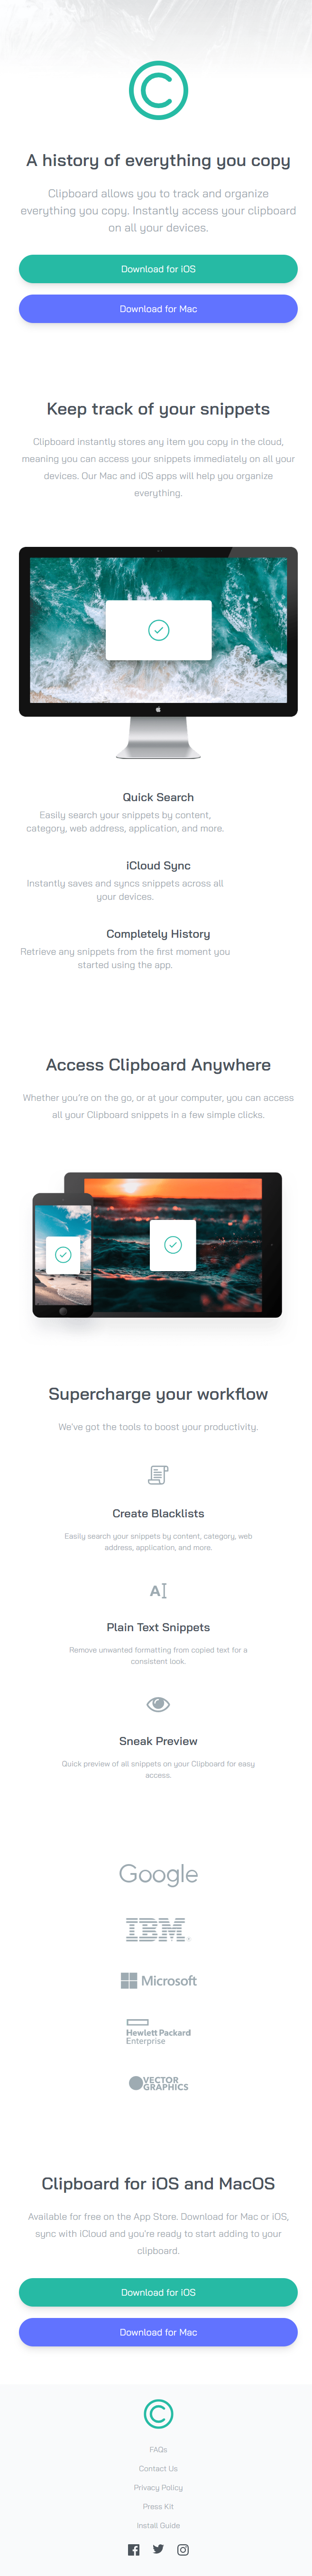 A history of everything you copy
Clipboard allows you to track and organize
everything you copy. Instantly access your clipboard
on all your devices.
Download for iOS
Download for Mac
Keep track of your snippets
Clipboard instantly stores any item you copy in the cloud,
meaning you can access your snippets immediately on all your
devices. Our Mac and iOS apps will help you organize
everything.
Quick Search
Easily search your snippets by content,
category, web address, application, and more.
iCloud Sync
Instantly saves and syncs snippets across all
your devices.
Completely History
Retrieve any snippets from the first moment you
started using the app.
Access Clipboard Anywhere
Whether you're on the go, or at your computer, you can access
all your Clipboard snippets in a few simple clicks.
Supercharge your workflow
We've got the tools to boost your productivity.
Create Blacklists
Easily search your snippets by content, category, web
address, application, and more.
A
Plain Text Snippets
Remove unwanted formatting from copied text for a
consistent look.
Sneak Preview
Quick preview of all snippets on your Clipboard for easy
access.
Google
IBM
Microsoft
Hewlett Packard
Enterprise
VECTOR
GRAPHICS
Clipboard for iOS and MacOS
Available for free on the App Store. Download for Mac or iOS,
sync with iCloud and you're ready to start adding to your
clipboard.
Download for iOS
Download for Mac
FAQs
Contact Us
Privacy Policy
Press Kit
Install Guide